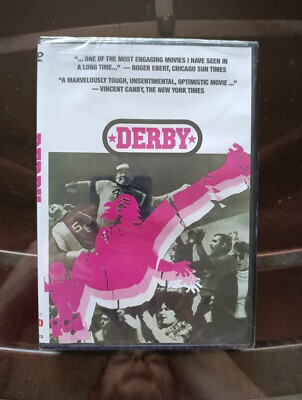 "... ONE OF THE MOST ENGAGING MOVIES I HAVE SEEN IN
A LONG TIME..." — ROGER EBERT, CHICAGO SUN TIMES
"A MARVELOUSLY TOUGH, UNSENTIMENTAL, OPTIMISTIC MOVIE ..."
— VINCENT CANBY, THE NEW YORK TIMES
★DERBY★